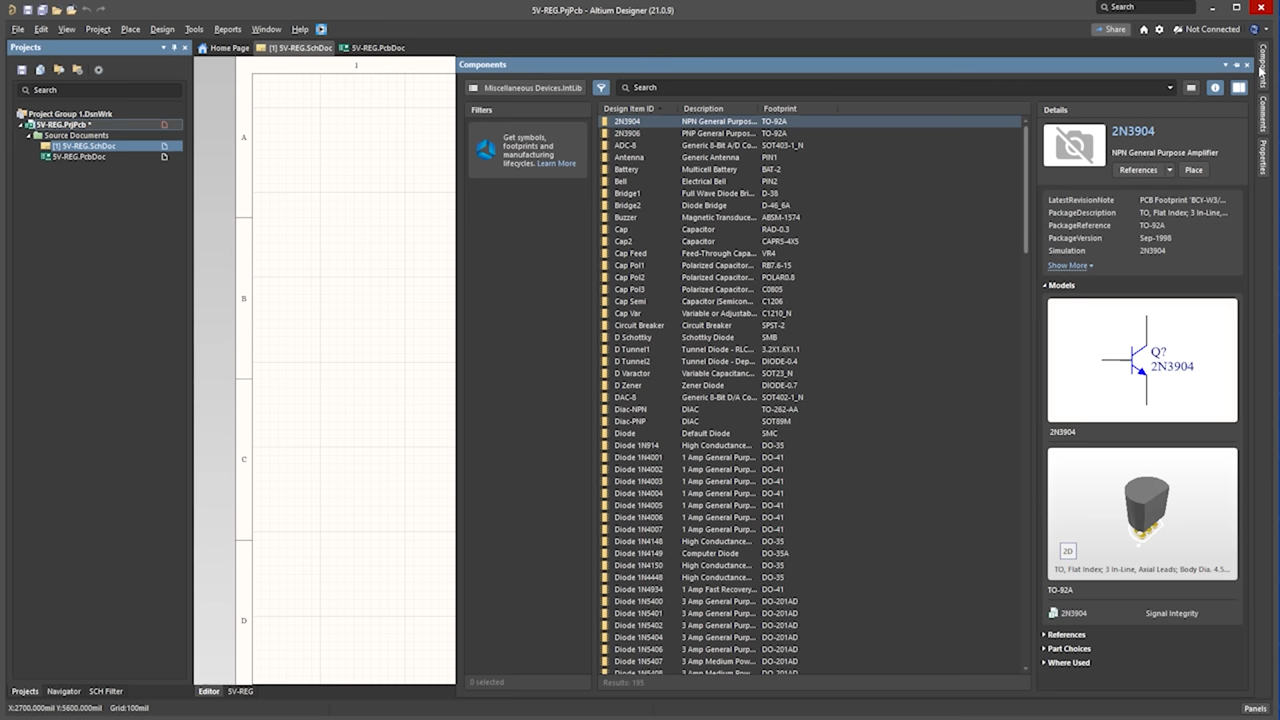 5V-REG.PrjPcb - Altium Designer (21.0.9)
Search
File Edit View Project Place Design Tools Reports Window Help
Share
Not Connected
Projects
Home Page
[1] 5V-REG.SchDoc
5V-REG.PcbDoc
Search
Project Group 1.DsnWrk
5V-REG.PrjPcb *
Source Documents
[1] 5V-REG.SchDoc
5V-REG.PcbDoc
1
A
B
C
D
Components
Miscellaneous Devices.IntLib
Search
Filters
Get symbols,
footprints and
manufacturing
lifecycles. Learn More
0 selected
Design Item ID Description Footprint
2N3904 NPN General Purpos... TO-92A
2N3906 PNP General Purpos... TO-92A
ADC-8 Generic 8-Bit A/D Co... SOT403-1_N
Antenna Generic Antenna PIN1
Battery Multicell Battery BAT-2
Bell Electrical Bell PIN2
Bridge1 Full Wave Diode Bri... D-38
Bridge2 Diode Bridge D-46_6A
Buzzer Magnetic Transduce... ABSM-1574
Cap Capacitor RAD-0.3
Cap2 Capacitor CAPR5-4X5
Cap Feed Feed-Through Capa... VR4
Cap Pol1 Polarized Capacitor... RB7.6-15
Cap Pol2 Polarized Capacitor... POLAR0.8
Cap Pol3 Polarized Capacitor... C0805
Cap Semi Capacitor (Semicon... C1206
Cap Var Variable or Adjustab... C1210_N
Circuit Breaker Circuit Breaker SPST-2
D Schottky Schottky Diode SMB
D Tunnel1 Tunnel Diode - RLC... 3.2X1.6X1.1
D Tunnel2 Tunnel Diode - Dep... DIODE-0.4
D Varactor Variable Capacitanc... SOT23_N
D Zener Zener Diode DIODE-0.7
DAC-8 Generic 8-Bit D/A Co... SOT402-1_N
Diac-NPN DIAC TO-262-AA
Diac-PNP DIAC SOT89M
Diode Default Diode SMC
Diode 1N914 High Conductance... DO-35
Diode 1N4001 1 Amp General Purp... DO-41
Diode 1N4002 1 Amp General Purp... DO-41
Diode 1N4003 1 Amp General Purp... DO-41
Diode 1N4004 1 Amp General Purp... DO-41
Diode 1N4005 1 Amp General Purp... DO-41
Diode 1N4006 1 Amp General Purp... DO-41
Diode 1N4007 1 Amp General Purp... DO-41
Diode 1N4148 High Conductance... DO-35
Diode 1N4149 Computer Diode DO-35A
Diode 1N4150 High Conductance... DO-35
Diode 1N4448 High Conductance... DO-35
Diode 1N4934 1 Amp Fast Recovery... DO-41
Diode 1N5400 3 Amp General Purp... DO-201AD
Diode 1N5401 3 Amp General Purp... DO-201AD
Diode 1N5402 3 Amp General Purp... DO-201AD
Diode 1N5404 3 Amp General Purp... DO-201AD
Diode 1N5406 3 Amp General Purp... DO-201AD
Diode 1N5407 3 Amp Medium Pow... DO-201AD
Diode 1N5408 3 Amp Medium Pow... DO-201AD
Results: 195
Details
2N3904
NPN General Purpose Amplifier
References
Place
LatestRevisionNote PCB Footprint 'BCY-W3/...
PackageDescription TO, Flat Index; 3 In-Line,...
PackageReference TO-92A
PackageVersion Sep-1998
Simulation 2N3904
Show More
Models
Q?
2N3904
2N3904
2D
TO, Flat Index; 3 In-Line, Axial Leads; Body Dia. 4.5...
TO-92A
2N3904 Signal Integrity
References
Part Choices
Where Used
Components
Comments
Properties
Projects Navigator SCH Filter
Editor 5V-REG
X:2700.000mil Y:5600.000mil Grid:100mil
Panels